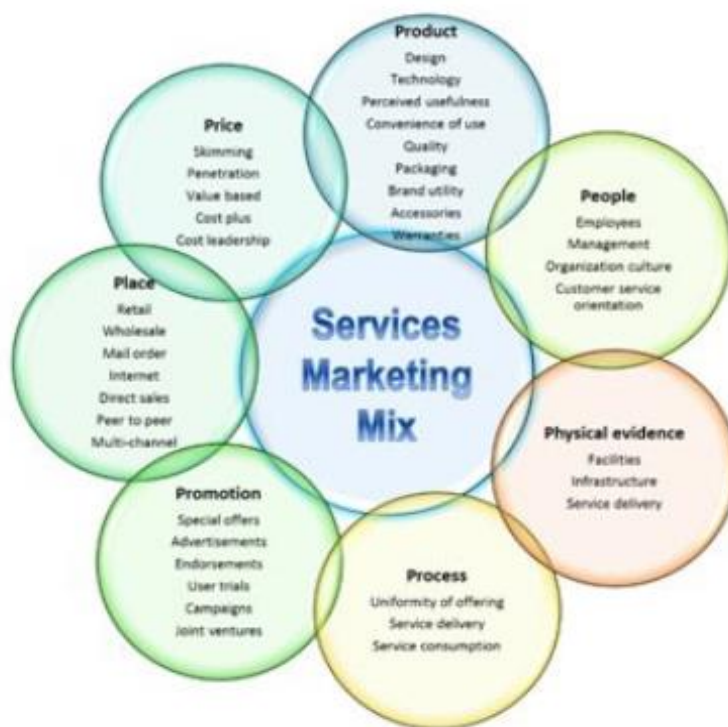 Product
Design
Technology
Perceived usefulness
Convenience of use
Quality
Packaging
Brand utility
Accessories
Warranties
Price
Skimming
Penetration
Value based
Cost plus
Cost leadership
People
Employees
Management
Organization culture
Customer service
orientation
Place
Retail
Wholesale
Mail order
Internet
Direct sales
Peer to peer
Multi-channel
Services
Marketing
Mix
Physical evidence
Facilities
Infrastructure
Service delivery
Promotion
Special offers
Advertisements
Endorsements
User trials
Campaigns
Joint ventures
Process
Uniformity of offering
Service delivery
Service consumption